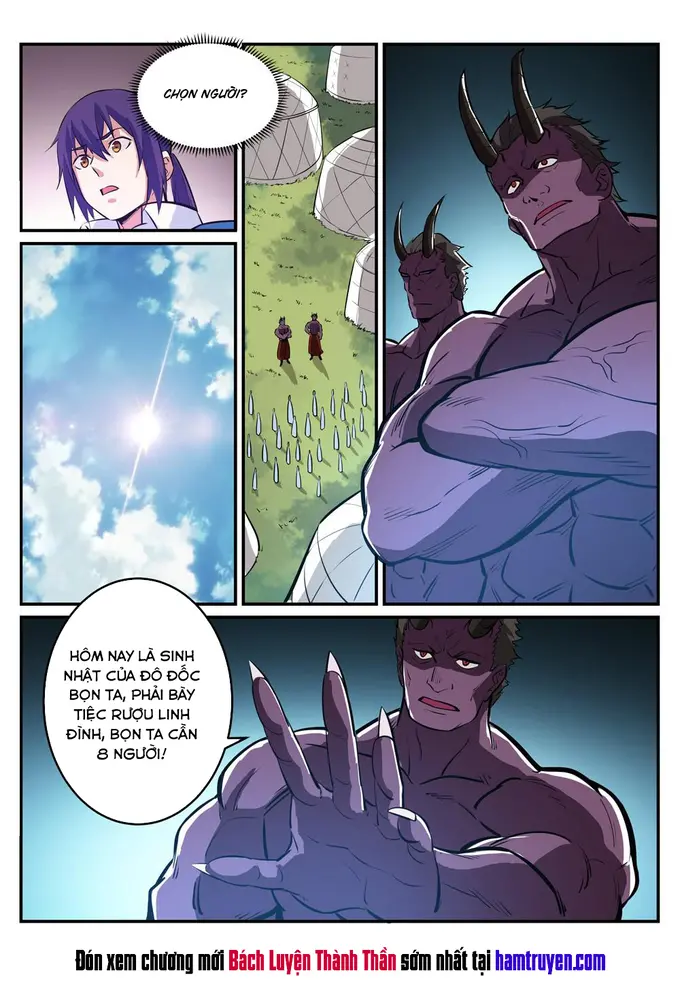 CHỌN NGƯỜI?
HÔM NAY LÀ SINH
NHẬT CỦA ĐÔ ĐỐC
BỌN TA, PHẢI BÀY
TIỆC RƯỢU LINH
ĐÌNH, BỌN TA CẦN
8 NGƯỜI!
Đón xem chương mới Bách Luyện Thành Thần sớm nhất tại hamtruyen.com